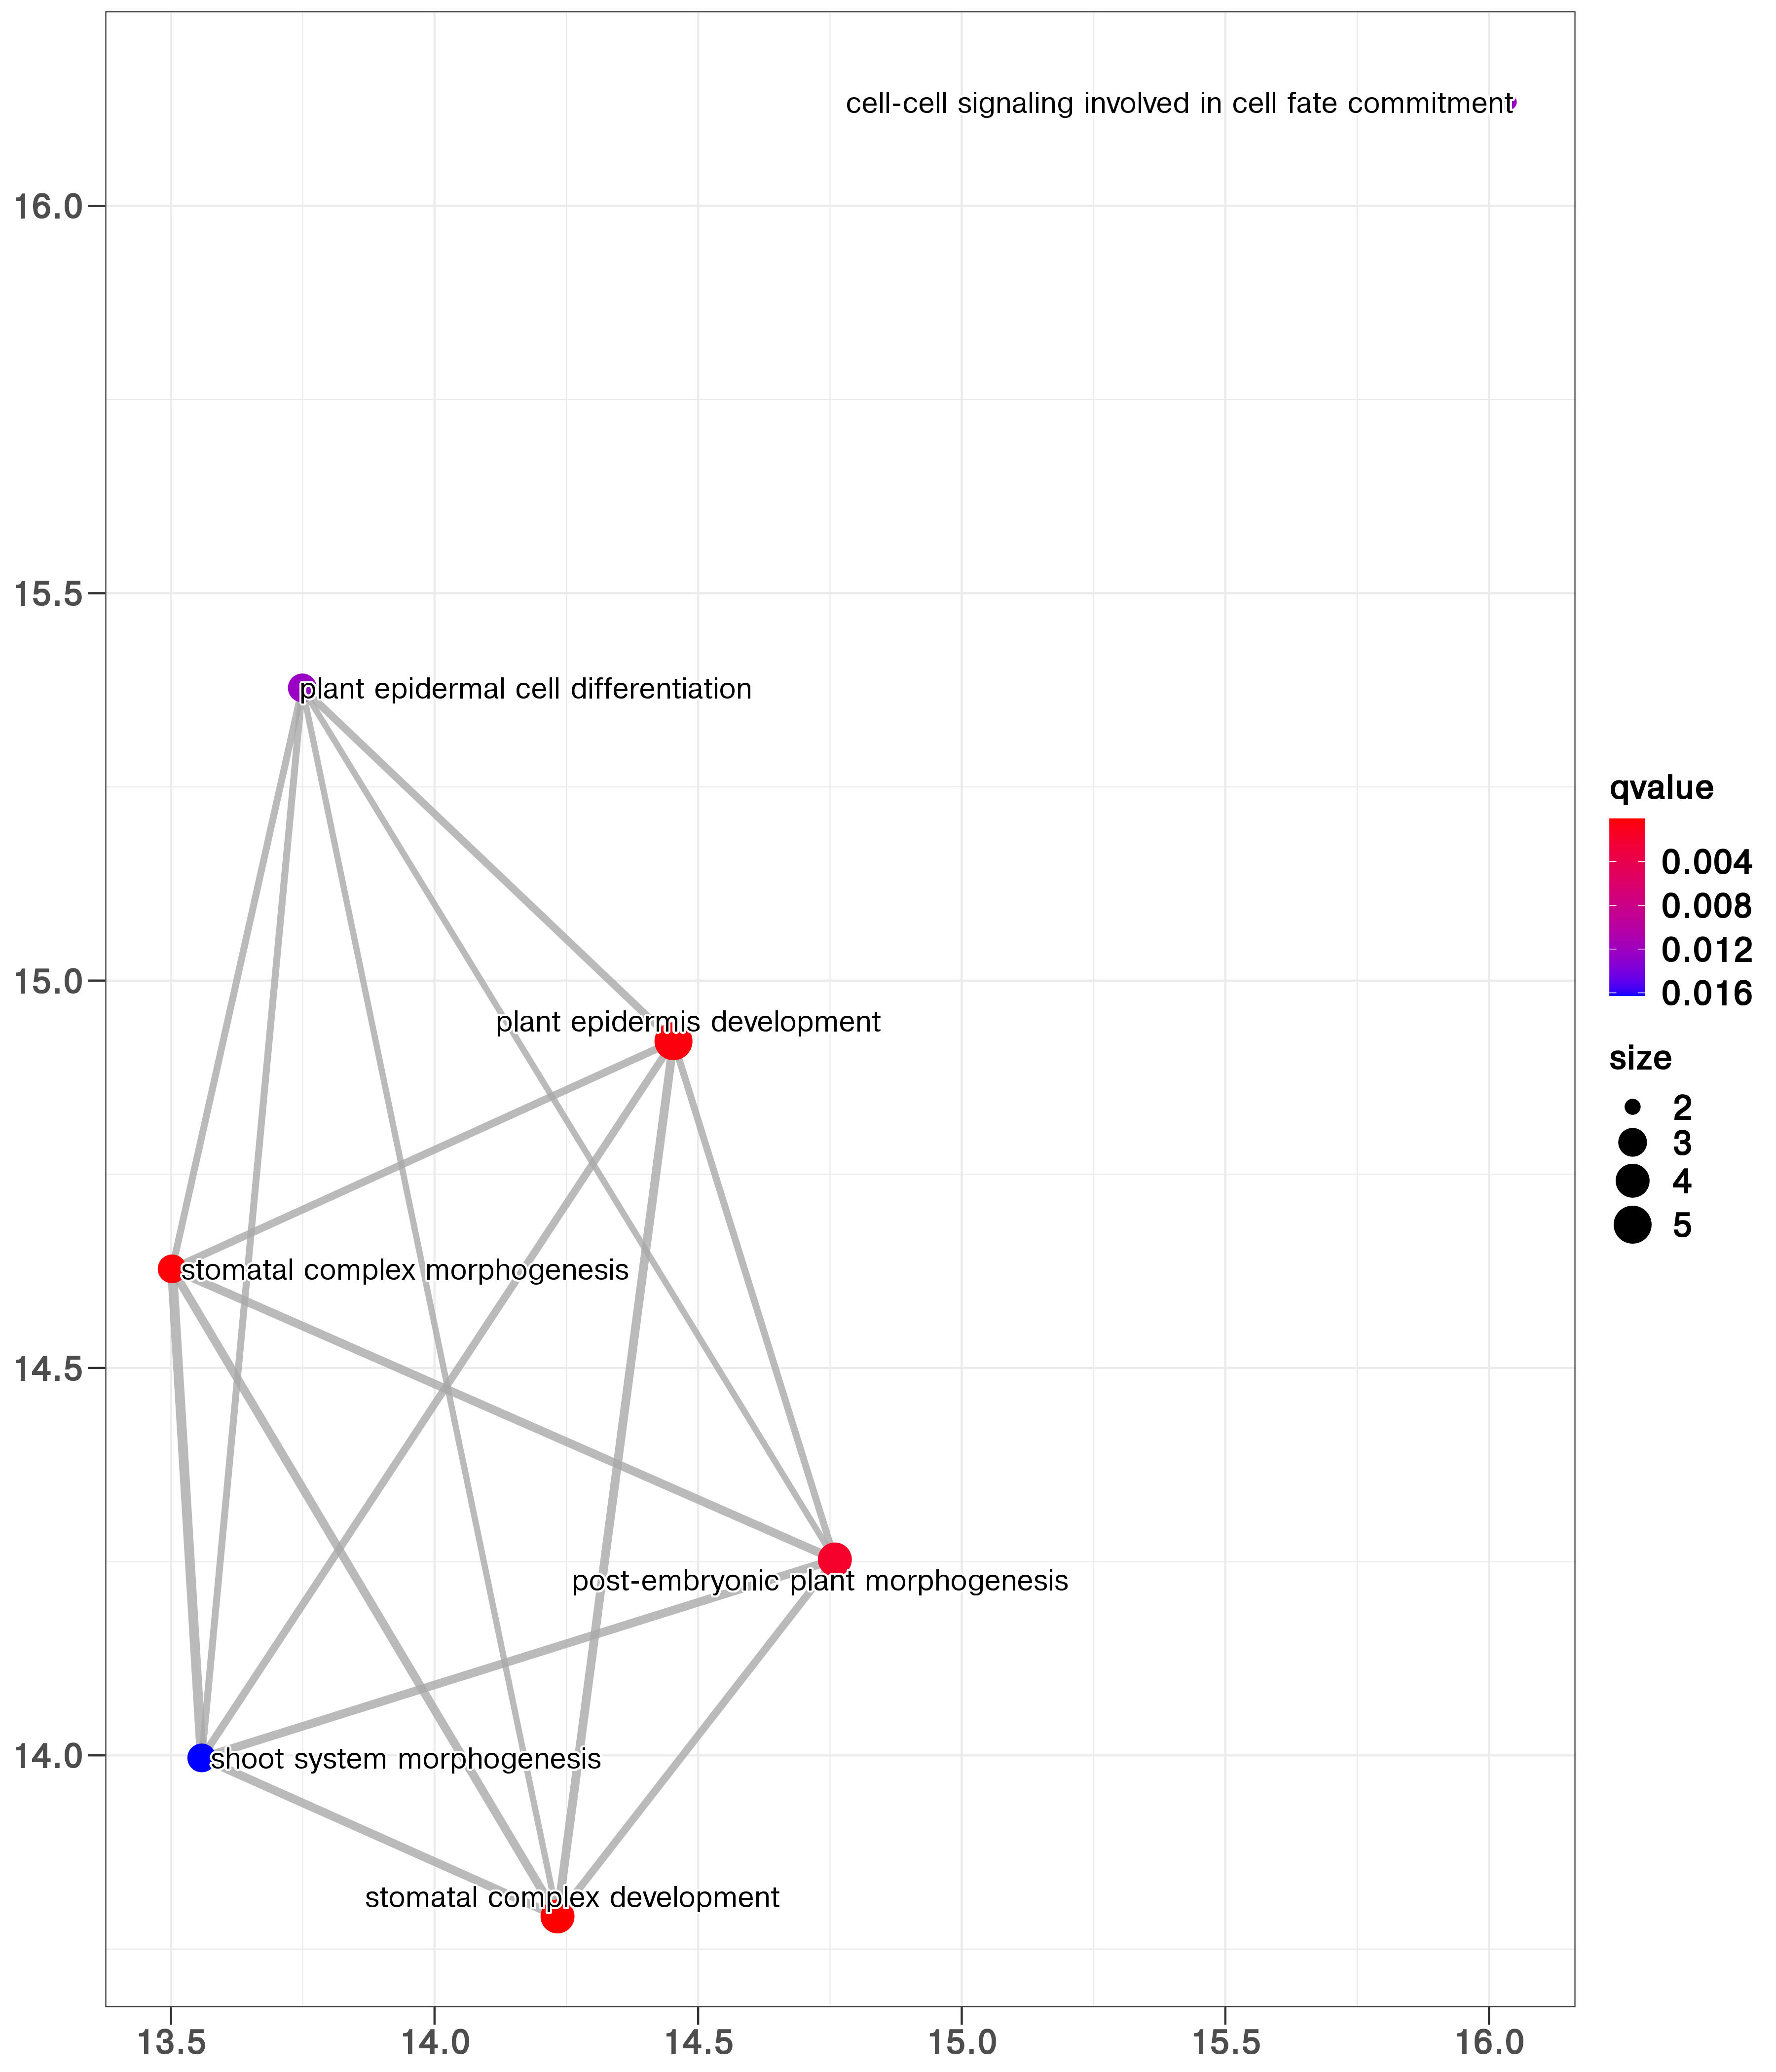 cell-cell signaling involved in cell fate commitment
16.0
15.5
plant epidermal cell differentiation
qvalue
0.004
0.008
0.012
0.016
15.0
plant epidermis development
size
2
3
4
5
stomatal complex morphogenesis
14.5
post-embryonic plant morphogenesis
14.0
shoot system morphogenesis
stomatal complex development
13.5 14.0 14.5 15.0 15.5 16.0